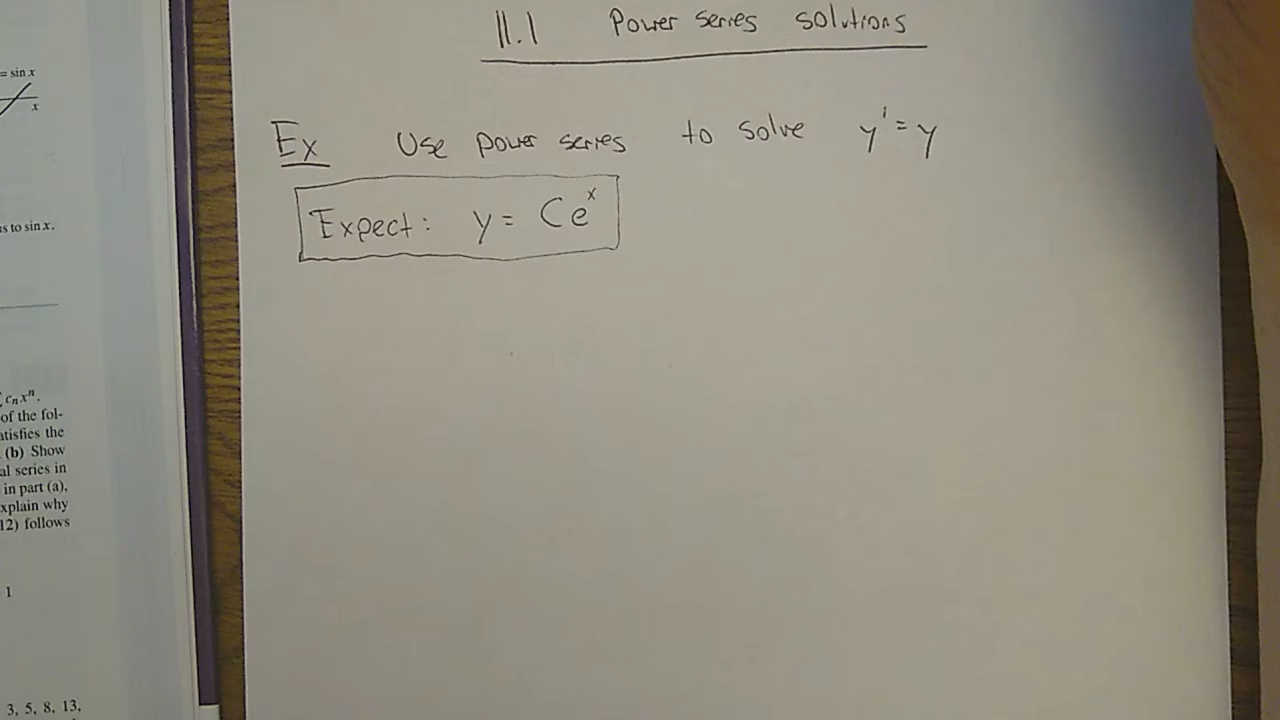 11.1 Power series solutions
Ex Use power series to solve y' = y
Expect: y = Ce^x
= sin x
x
s to sin x.
c_n x^n.
of the fol-
atisfies the
(b) Show
al series in
in part (a),
xplain why
12) follows
1
3, 5, 8, 13,